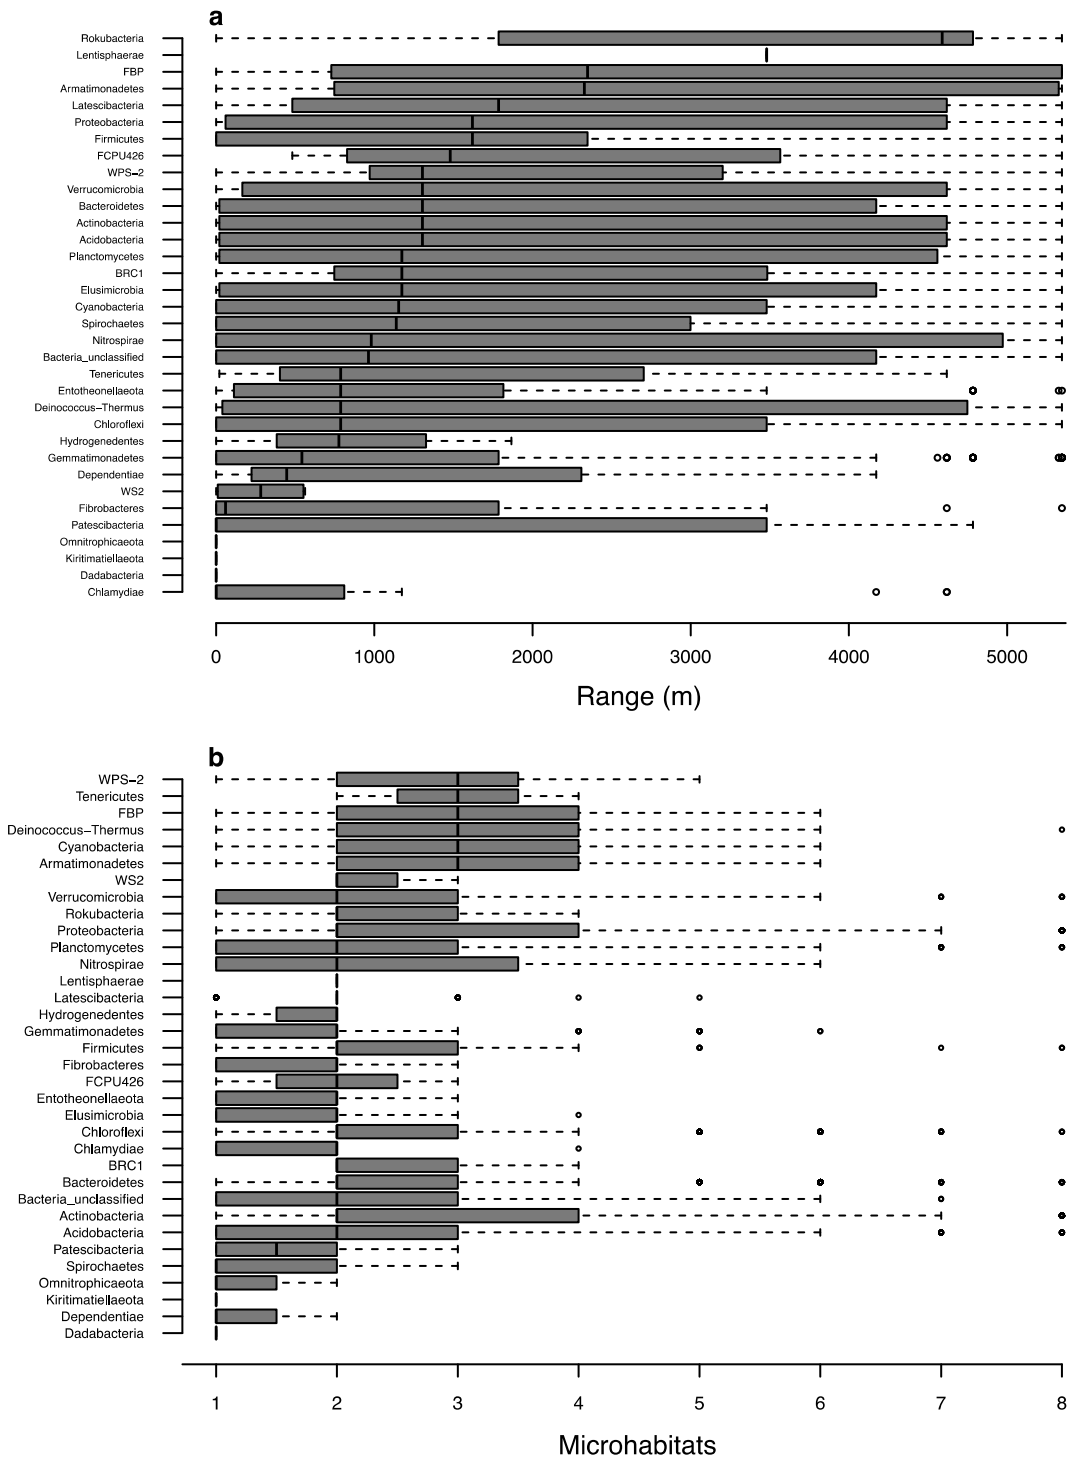 a
Rokubacteria
Lentisphaerae
FBP
Armatimonadetes
Latescibacteria
Proteobacteria
Firmicutes
FCPU426
WPS−2
Verrucomicrobia
Bacteroidetes
Actinobacteria
Acidobacteria
Planctomycetes
BRC1
Elusimicrobia
Cyanobacteria
Spirochaetes
Nitrospirae
Bacteria_unclassified
Tenericutes
Entotheonellaeota
Deinococcus−Thermus
Chloroflexi
Hydrogenedentes
Gemmatimonadetes
Dependentiae
WS2
Fibrobacteres
Patescibacteria
Omnitrophicaeota
Kiritimatiellaeota
Dadabacteria
Chlamydiae
0 1000 2000 3000 4000 5000
Range (m)
b
WPS−2
Tenericutes
FBP
Deinococcus−Thermus
Cyanobacteria
Armatimonadetes
WS2
Verrucomicrobia
Rokubacteria
Proteobacteria
Planctomycetes
Nitrospirae
Lentisphaerae
Latescibacteria
Hydrogenedentes
Gemmatimonadetes
Firmicutes
Fibrobacteres
FCPU426
Entotheonellaeota
Elusimicrobia
Chloroflexi
Chlamydiae
BRC1
Bacteroidetes
Bacteria_unclassified
Actinobacteria
Acidobacteria
Patescibacteria
Spirochaetes
Omnitrophicaeota
Kiritimatiellaeota
Dependentiae
Dadabacteria
1 2 3 4 5 6 7 8
Microhabitats